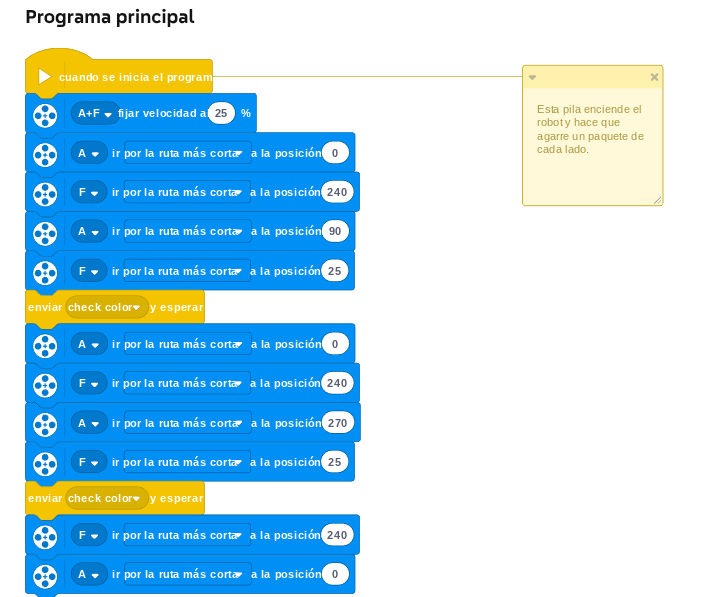 Programa principal
cuando se inicia el program
Esta pila enciende el
robot y hace que
agarre un paquete de
cada lado.
A+F fijar velocidad a 25 %
A ir por la ruta más corta a la posición 0
F ir por la ruta más corta a la posición 240
A ir por la ruta más corta a la posición 90
F ir por la ruta más corta a la posición 25
enviar check color y esperar
A ir por la ruta más corta a la posición 0
F ir por la ruta más corta a la posición 240
A ir por la ruta más corta a la posición 270
F ir por la ruta más corta a la posición 25
enviar check color y esperar
F ir por la ruta más corta a la posición 240
A ir por la ruta más corta a la posición 0